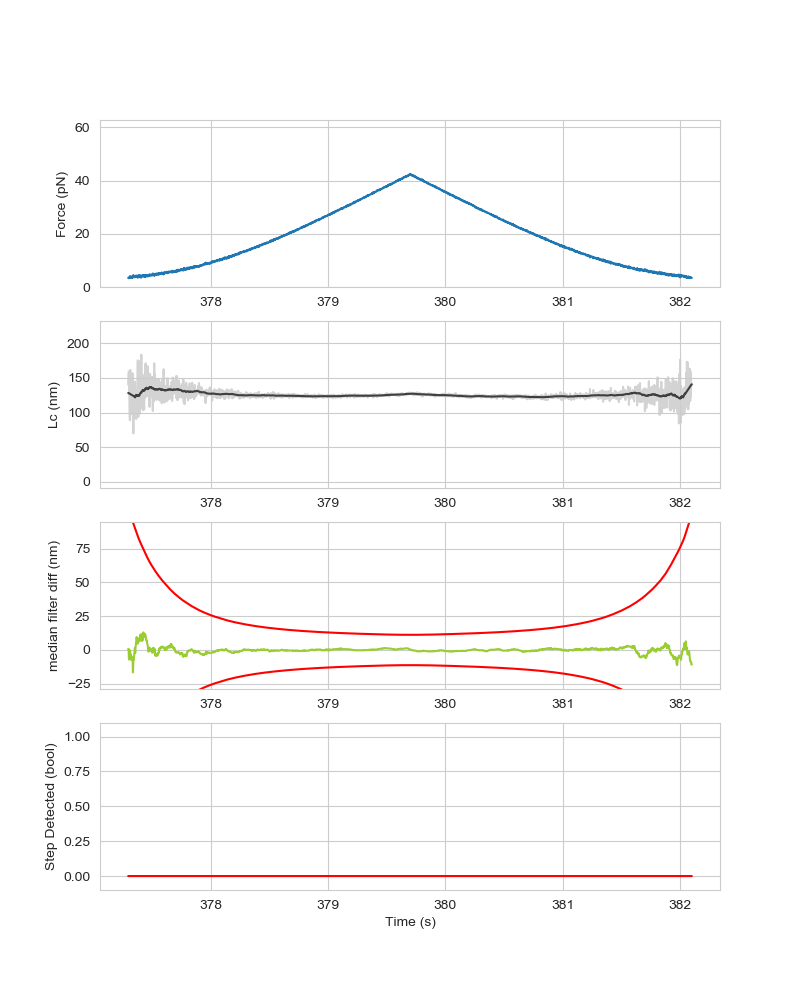 Force (pN)
60
40
20
0
378 379 380 381 382
Lc (nm)
200
150
100
50
0
378 379 380 381 382
median filter diff (nm)
75
50
25
0
−25
378 379 380 381 382
Step Detected (bool)
1.00
0.75
0.50
0.25
0.00
378 379 380 381 382
Time (s)